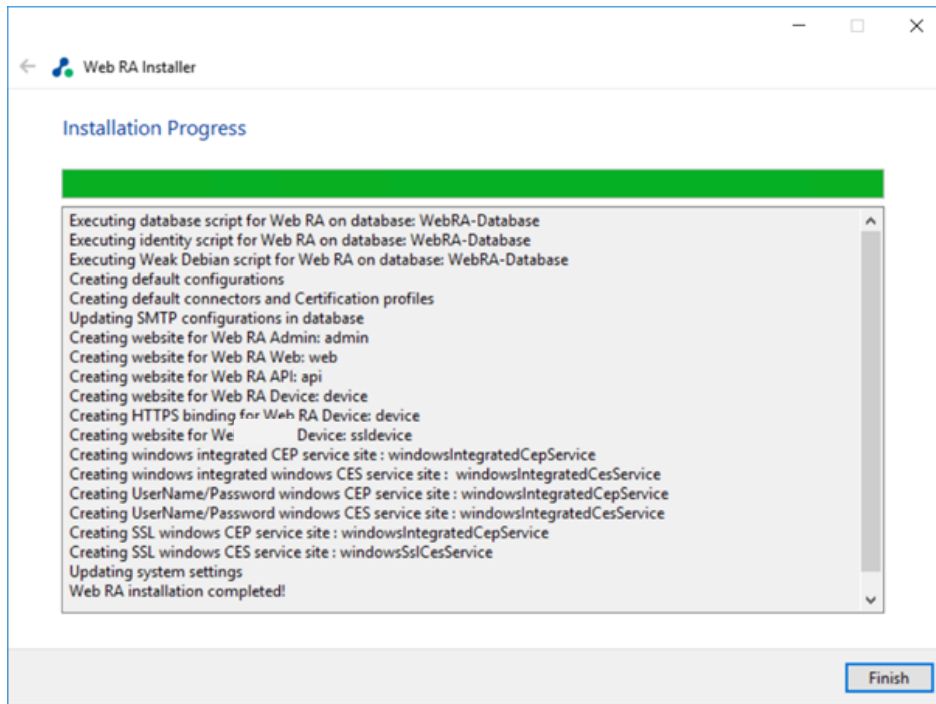 Web RA Installer
Installation Progress
Executing database script for Web RA on database: WebRA-Database
Executing identity script for Web RA on database: WebRA-Database
Executing Weak Debian script for Web RA on database: WebRA-Database
Creating default configurations
Creating default connectors and Certification profiles
Updating SMTP configurations in database
Creating website for Web RA Admin: admin
Creating website for Web RA Web: web
Creating website for Web RA API: api
Creating website for Web RA Device: device
Creating HTTPS binding for Web RA Device: device
Creating website for We Device: ssldevice
Creating windows integrated CEP service site : windowsIntegratedCepService
Creating windows integrated windows CES service site :  windowsIntegratedCesService
Creating UserName/Password windows CEP service site : windowsIntegratedCepService
Creating UserName/Password windows CES service site : windowsIntegratedCesService
Creating SSL windows CEP service site : windowsIntegratedCepService
Creating SSL windows CES service site : windowsSslCesService
Updating system settings
Web RA installation completed!
Finish